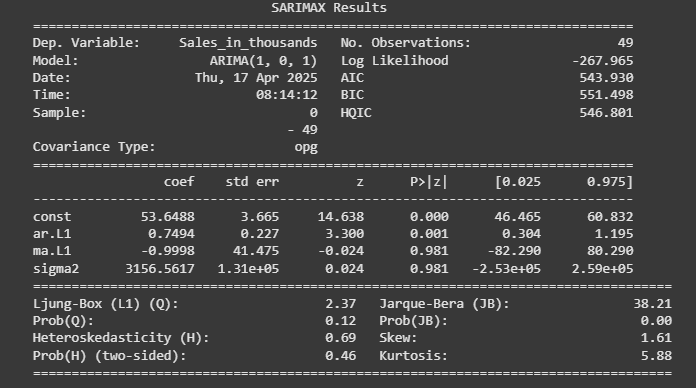 SARIMAX Results
==============================================================================
Dep. Variable:     Sales_in_thousands   No. Observations:                   49
Model:                 ARIMA(1, 0, 1)   Log Likelihood                -267.965
Date:                Thu, 17 Apr 2025   AIC                            543.930
Time:                        08:14:12   BIC                            551.498
Sample:                             0   HQIC                           546.801
- 49
Covariance Type:                  opg
==============================================================================
coef    std err          z      P>|z|      [0.025      0.975]
------------------------------------------------------------------------------
const         53.6488      3.665     14.638      0.000      46.465      60.832
ar.L1          0.7494      0.227      3.300      0.001       0.304       1.195
ma.L1         -0.9998     41.475     -0.024      0.981     -82.290      80.290
sigma2      3156.5617   1.31e+05      0.024      0.981   -2.53e+05    2.59e+05
===================================================================================
Ljung-Box (L1) (Q):                   2.37   Jarque-Bera (JB):                38.21
Prob(Q):                              0.12   Prob(JB):                         0.00
Heteroskedasticity (H):               0.69   Skew:                             1.61
Prob(H) (two-sided):                  0.46   Kurtosis:                         5.88
===================================================================================